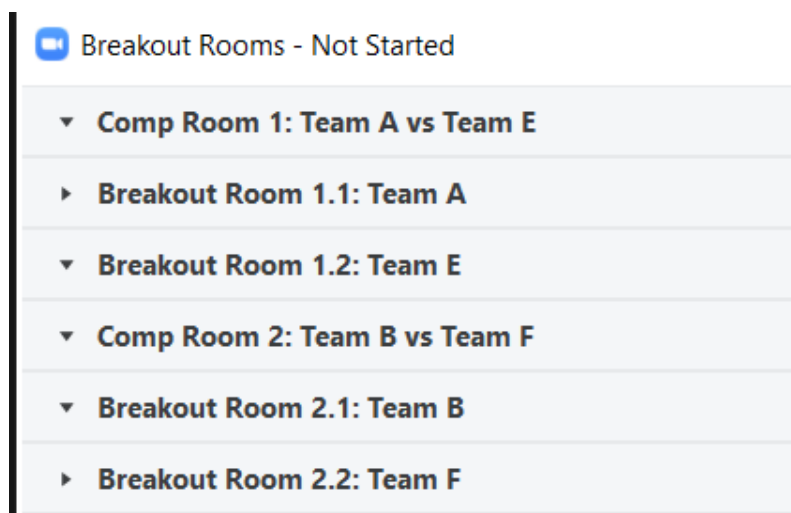 Breakout Rooms - Not Started
Comp Room 1: Team A vs Team E
Breakout Room 1.1: Team A
Breakout Room 1.2: Team E
Comp Room 2: Team B vs Team F
Breakout Room 2.1: Team B
Breakout Room 2.2: Team F